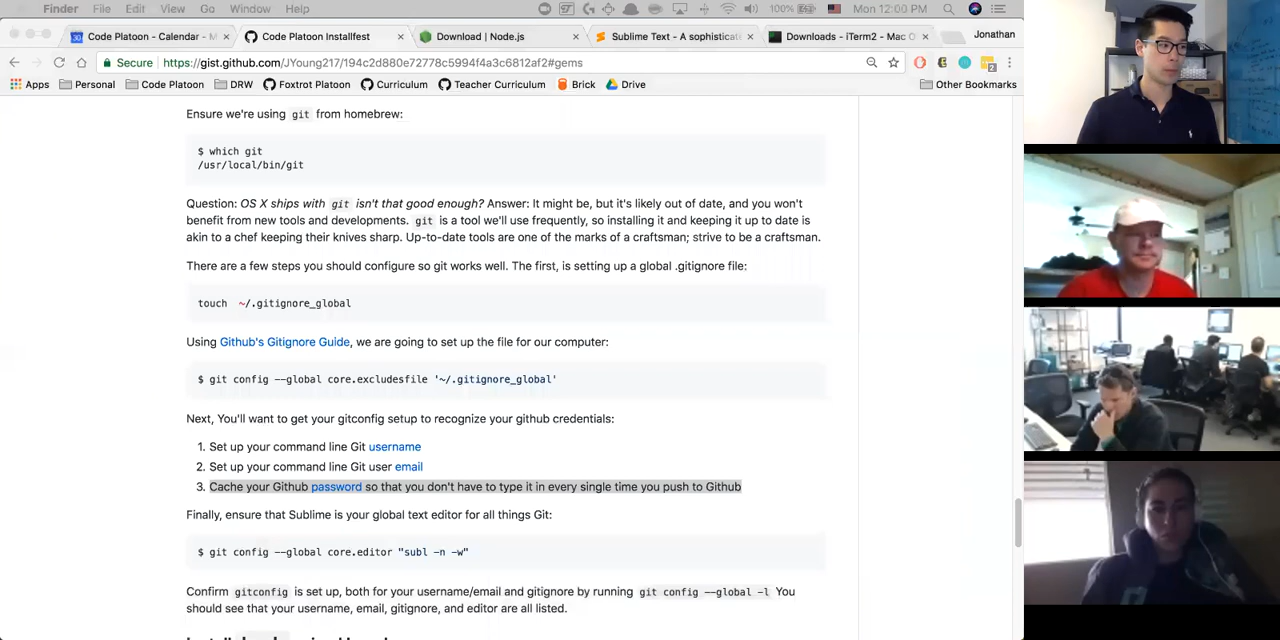 Finder File Edit View Go Window Help 100% Mon 12:00 PM
Code Platoon - Calendar - M Code Platoon Installfest Download | Node.js Sublime Text - A sophisticate Downloads - iTerm2 - Mac O Jonathan
Secure https://gist.github.com/JYoung217/194c2d880e72778c5994f4a3c6812af2#gems
Apps Personal Code Platoon DRW Foxtrot Platoon Curriculum Teacher Curriculum Brick Drive Other Bookmarks
Ensure we're using git from homebrew:
$ which git
/usr/local/bin/git
Question: OS X ships with git isn't that good enough? Answer: It might be, but it's likely out of date, and you won't
benefit from new tools and developments. git is a tool we'll use frequently, so installing it and keeping it up to date is
akin to a chef keeping their knives sharp. Up-to-date tools are one of the marks of a craftsman; strive to be a craftsman.
There are a few steps you should configure so git works well. The first, is setting up a global .gitignore file:
touch ~/.gitignore_global
Using Github's Gitignore Guide, we are going to set up the file for our computer:
$ git config --global core.excludesfile '~/.gitignore_global'
Next, You'll want to get your gitconfig setup to recognize your github credentials:
1. Set up your command line Git username
2. Set up your command line Git user email
3. Cache your Github password so that you don't have to type it in every single time you push to Github
Finally, ensure that Sublime is your global text editor for all things Git:
$ git config --global core.editor "subl -n -w"
Confirm gitconfig is set up, both for your username/email and gitignore by running git config --global -l You
should see that your username, email, gitignore, and editor are all listed.